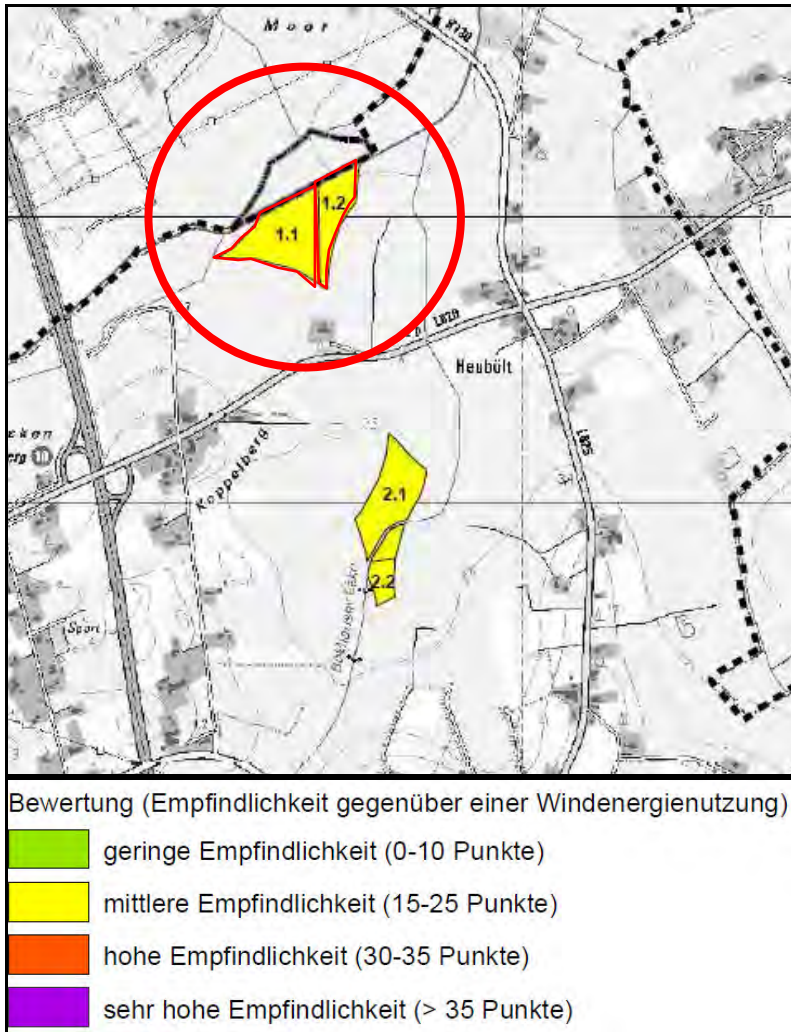 Moor
1.2
1.1
L820
Heubült
L825
Koppelberg
10
2.1
2.2
Sport
Bewertung (Empfindlichkeit gegenüber einer Windenergienutzung)
geringe Empfindlichkeit (0-10 Punkte)
mittlere Empfindlichkeit (15-25 Punkte)
hohe Empfindlichkeit (30-35 Punkte)
sehr hohe Empfindlichkeit (> 35 Punkte)